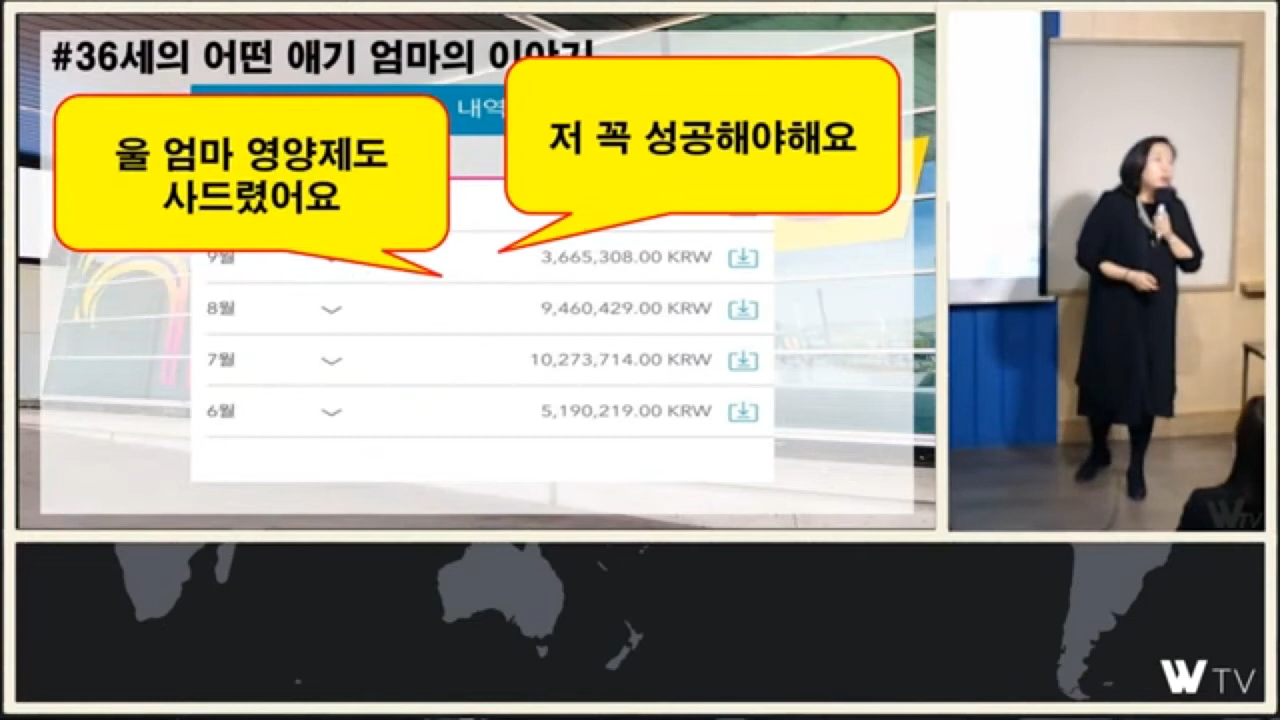 #36세의 어떤 애기 엄마의 이야기
울 엄마 영양제도
사드렸어요
저 꼭 성공해야해요
내역
9월 3,665,308.00 KRW
8월 9,460,429.00 KRW
7월 10,273,714.00 KRW
6월 5,190,219.00 KRW
W TV
W TV